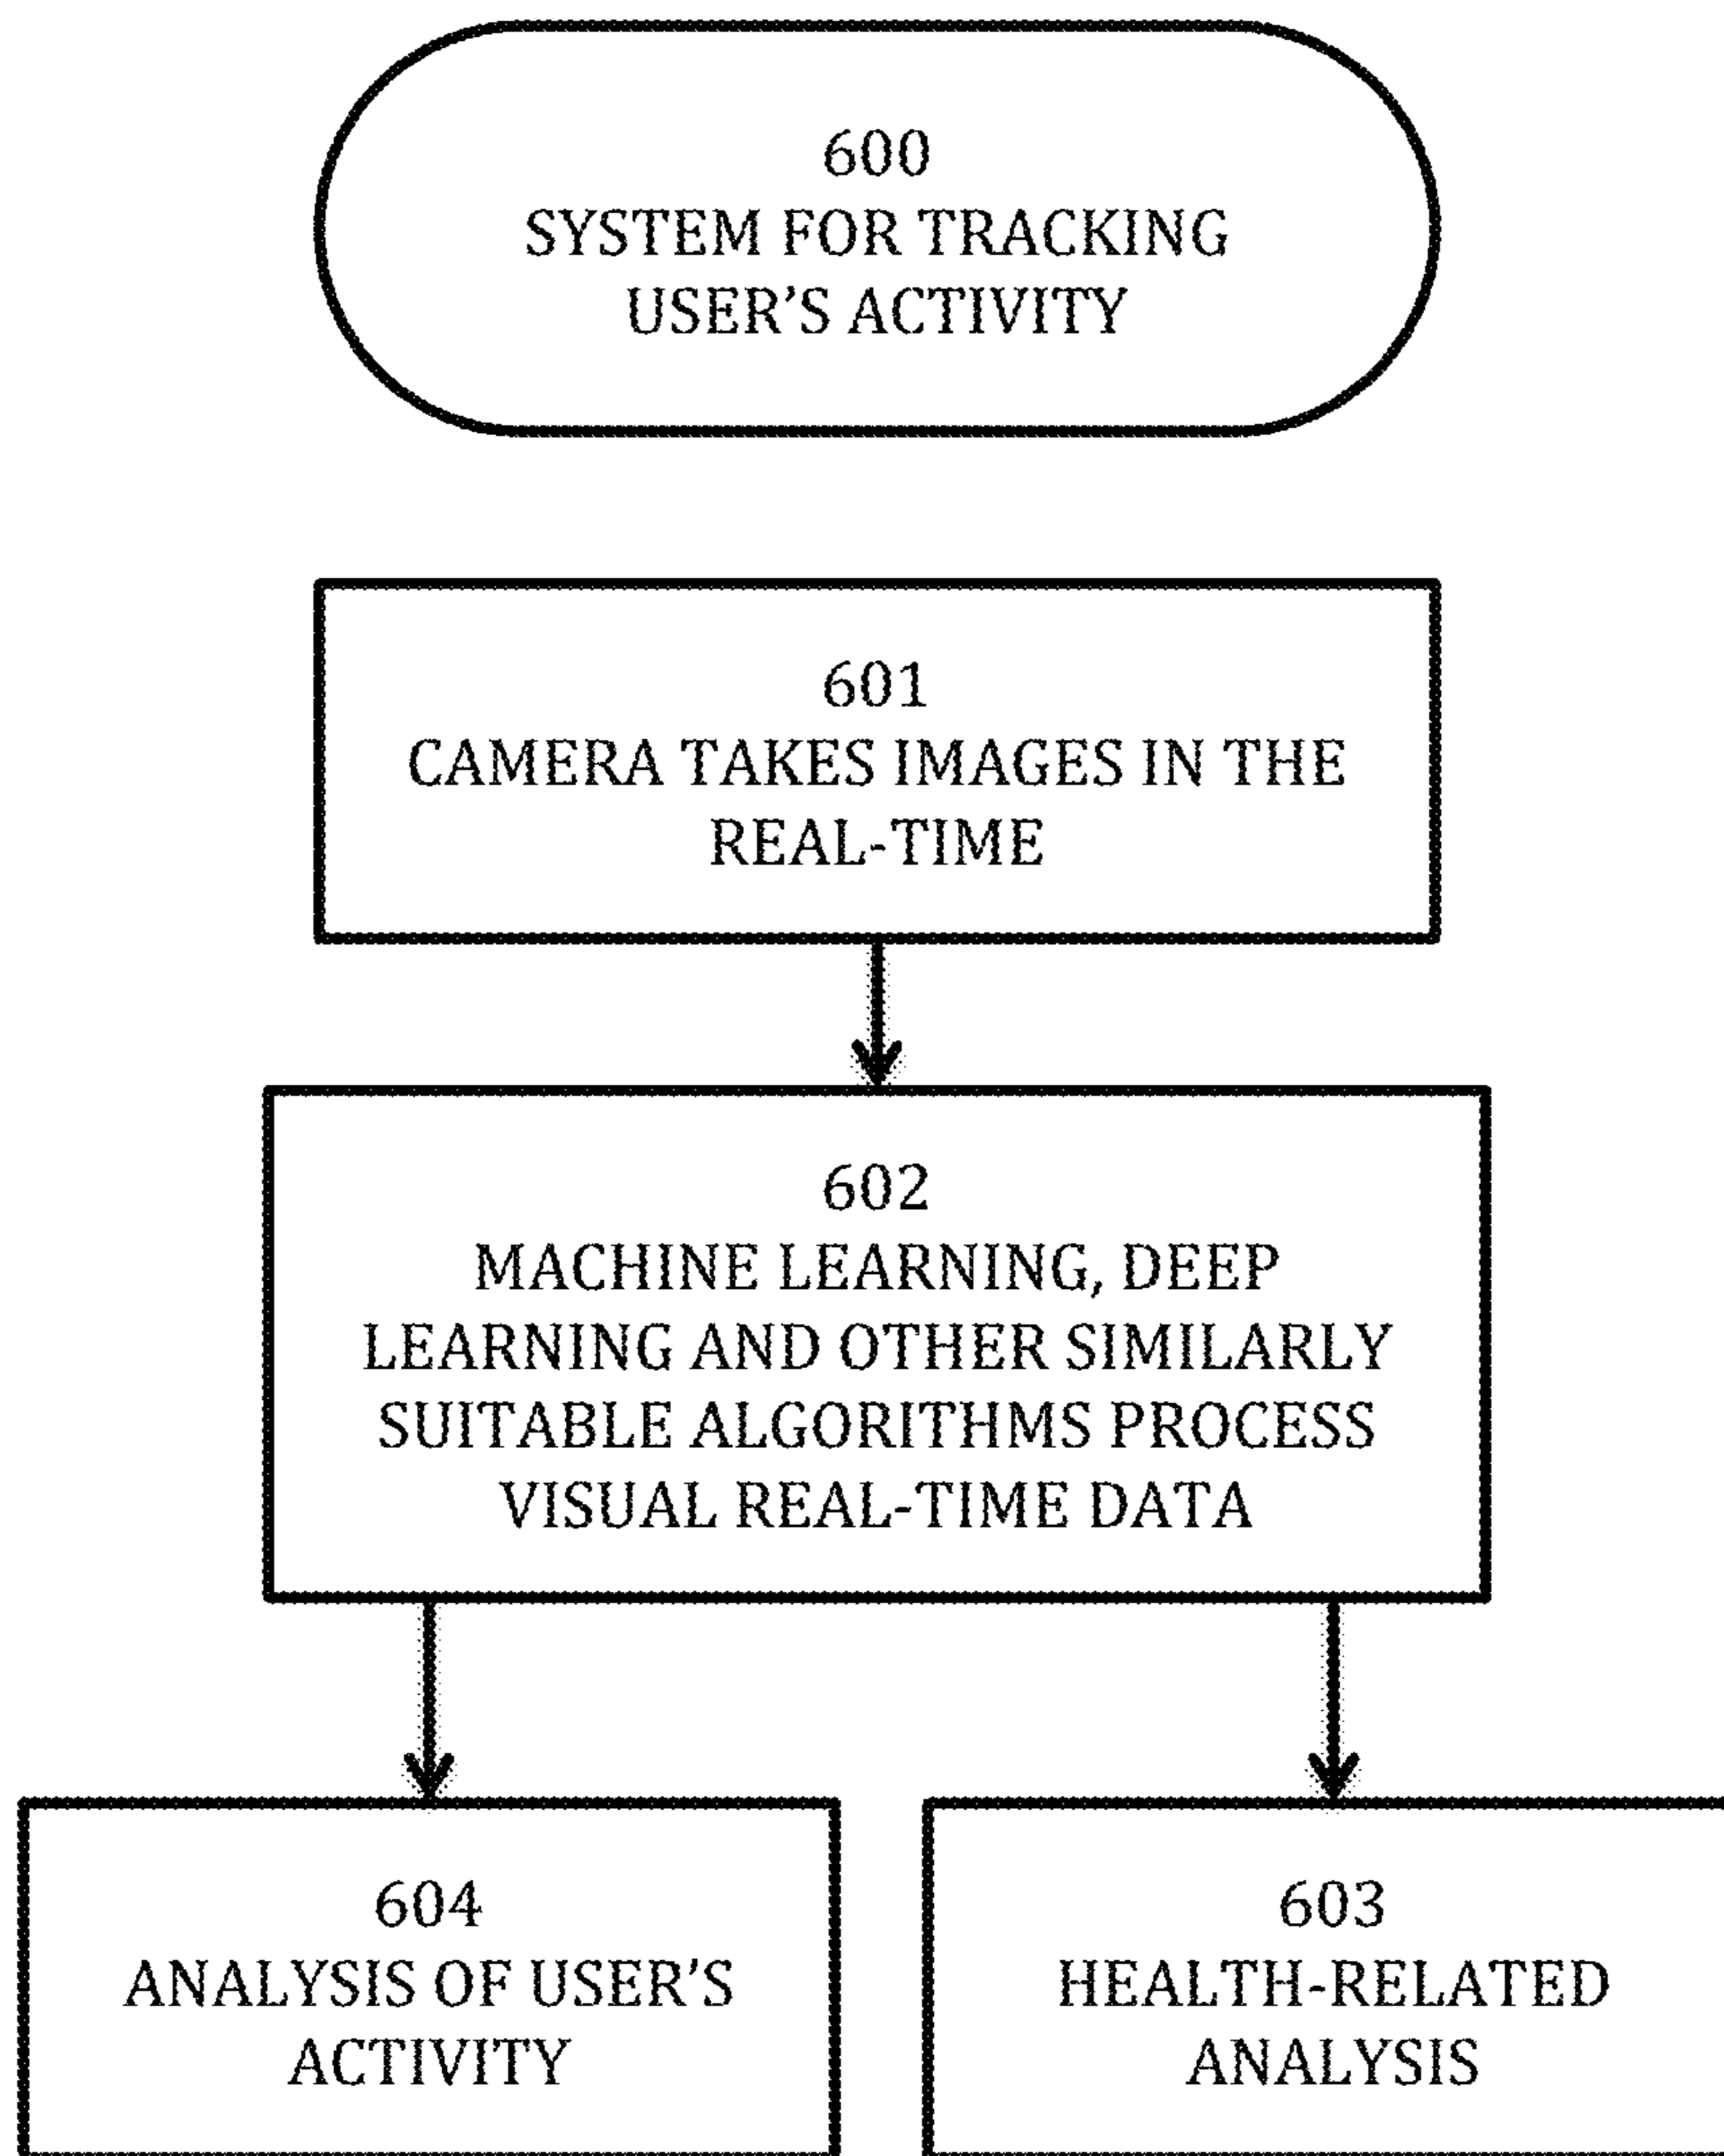 600
SYSTEM FOR TRACKING
USER’S ACTIVITY
601
CAMERA TAKES IMAGES IN THE
REAL-TIME
602
MACHINE LEARNING, DEEP
LEARNING AND OTHER SIMILARLY
SUITABLE ALGORITHMS PROCESS
VISUAL REAL-TIME DATA
604
ANALYSIS OF USER’S
ACTIVITY
603
HEALTH-RELATED
ANALYSIS